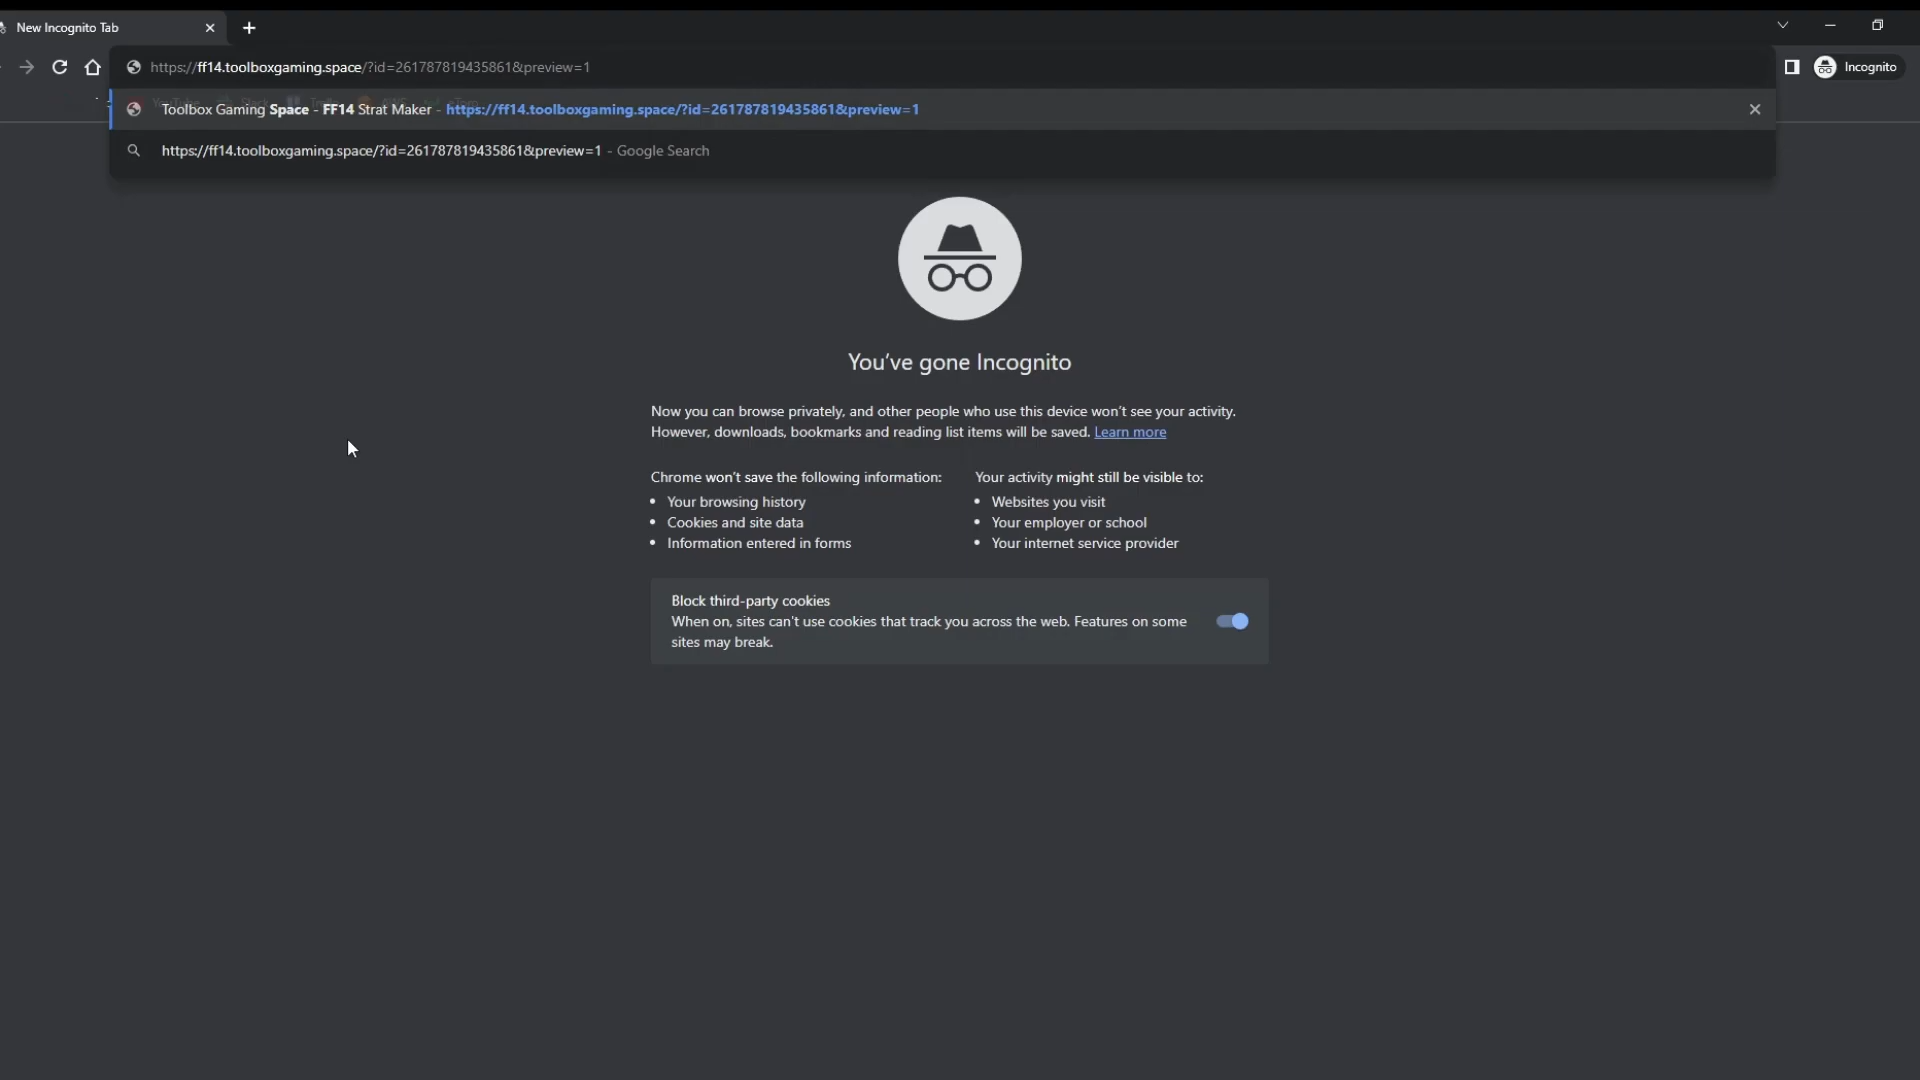 New Incognito Tab
https://ff14.toolboxgaming.space/?id=261787819435861&preview=1
Incognito
Toolbox Gaming Space - FF14 Strat Maker - https://ff14.toolboxgaming.space/?id=261787819435861&preview=1
https://ff14.toolboxgaming.space/?id=261787819435861&preview=1 - Google Search
You've gone Incognito
Now you can browse privately, and other people who use this device won't see your activity.
However, downloads, bookmarks and reading list items will be saved. Learn more
Chrome won't save the following information:
• Your browsing history
• Cookies and site data
• Information entered in forms
Your activity might still be visible to:
• Websites you visit
• Your employer or school
• Your internet service provider
Block third-party cookies
When on, sites can't use cookies that track you across the web. Features on some
sites may break.